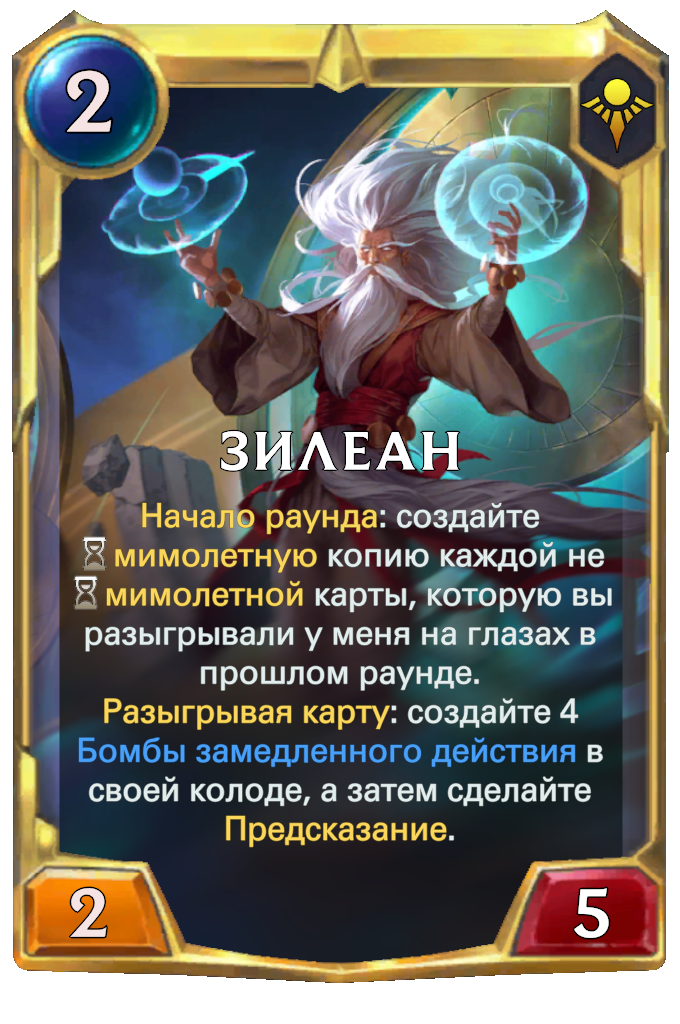 2
ЗИЛЕАН
Начало раунда: создайте
мимолетную копию каждой не
мимолетной карты, которую вы
разыгрывали у меня на глазах в
прошлом раунде.
Разыгрывая карту: создайте 4
Бомбы замедленного действия в
своей колоде, а затем сделайте
Предсказание.
2
5